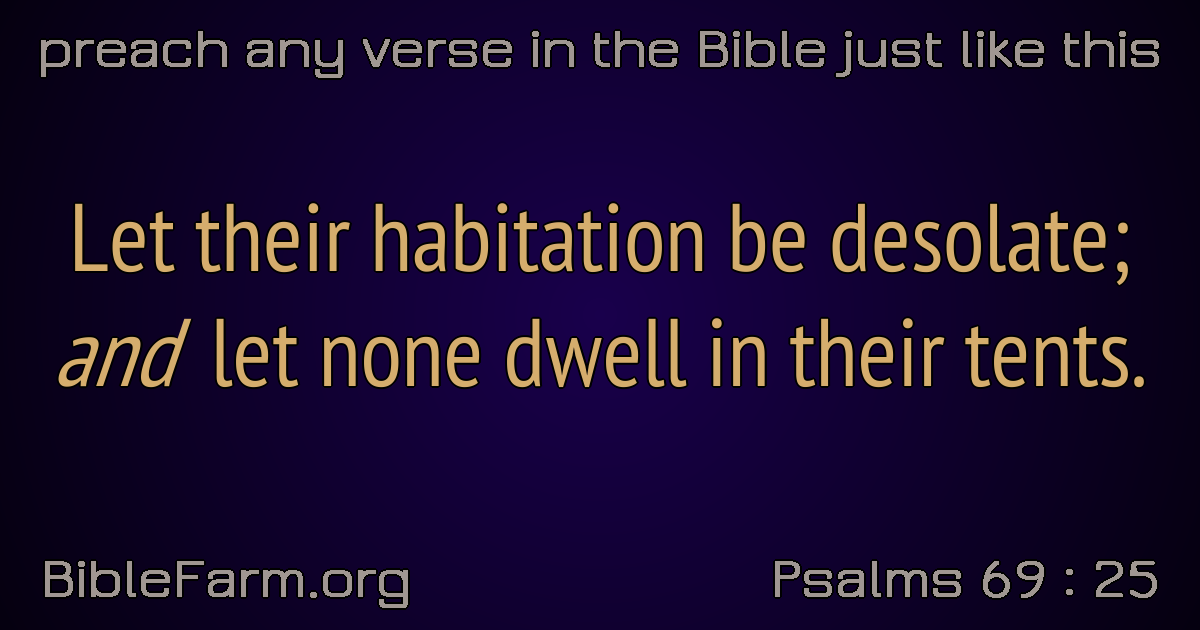 preach any verse in the Bible just like this
Let their habitation be desolate;
and let none dwell in their tents.
BibleFarm.org
Psalms 69 : 25